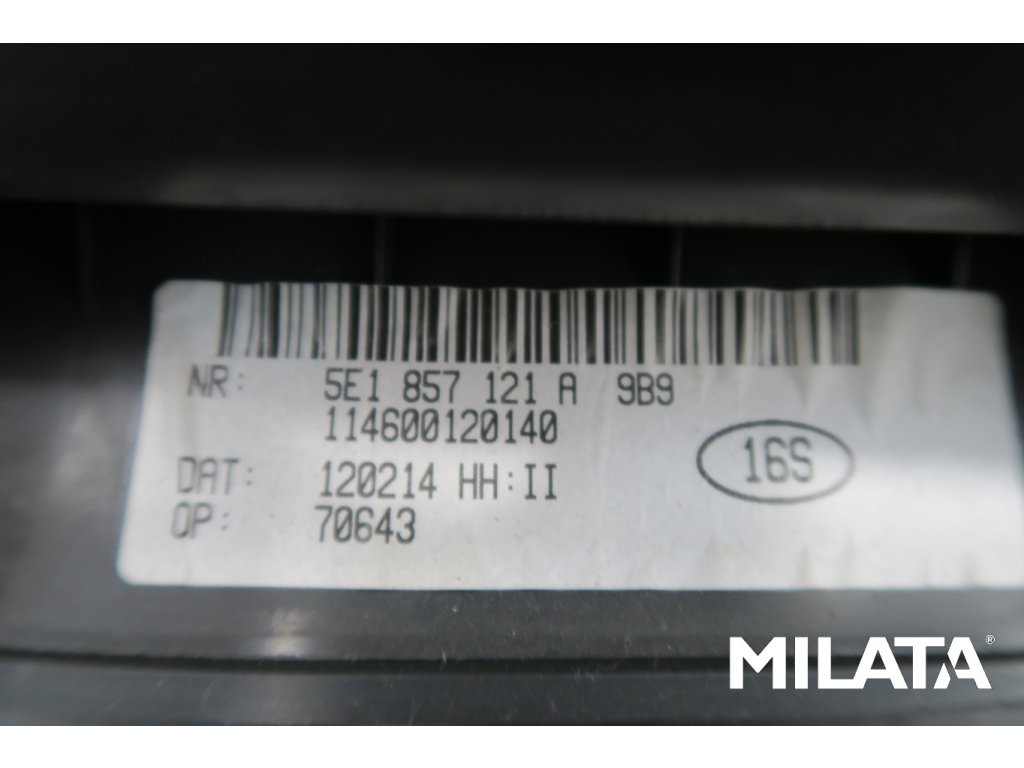 NR: 5E1 857 121 A 9B9
114600120140
16S
DAT: 120214 HH:II
OP: 70643
MILATA®